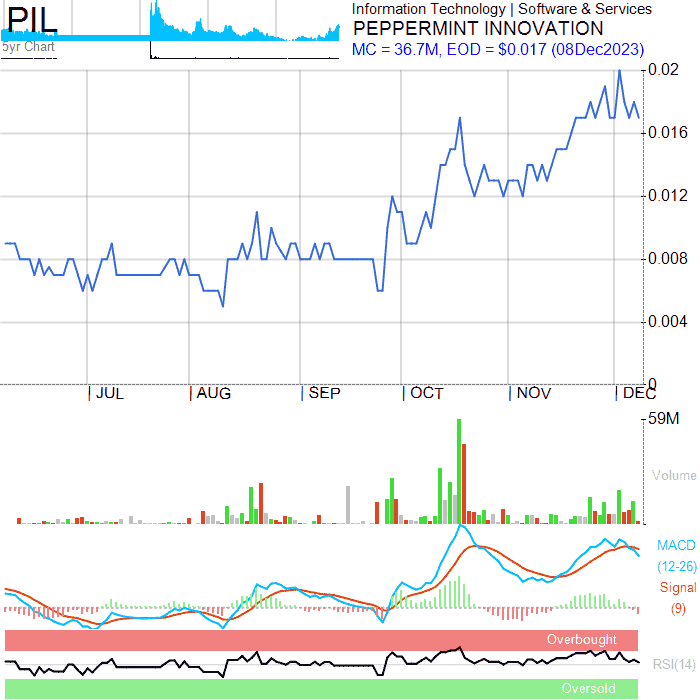 PIL
5yr Chart
Information Technology | Software & Services
PEPPERMINT INNOVATION
MC = 36.7M, EOD = $0.017 (08Dec2023)
0.02
0.016
0.012
0.008
0.004
0
JUL AUG SEP OCT NOV DEC
59M
Volume
MACD
(12-26)
Signal
(9)
Overbought
RSI(14)
Oversold